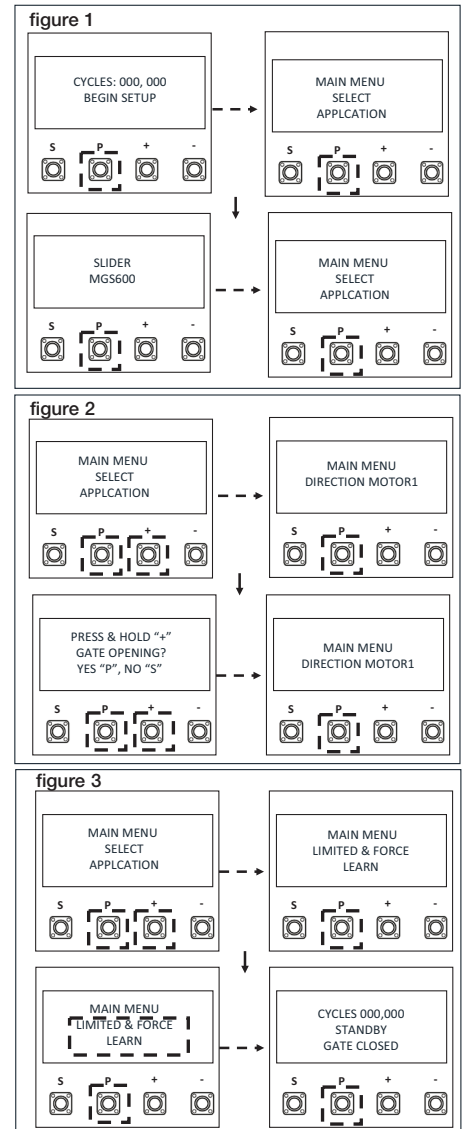 figure 1
CYCLES: 000, 000
BEGIN SETUP
S P + -
MAIN MENU
SELECT
APPLCATION
S P + -
SLIDER
MGS600
S P + -
MAIN MENU
SELECT
APPLCATION
S P + -
figure 2
MAIN MENU
SELECT
APPLCATION
S P + -
MAIN MENU
DIRECTION MOTOR1
S P + -
PRESS & HOLD “+”
GATE OPENING?
YES “P”, NO “S”
S P + -
MAIN MENU
DIRECTION MOTOR1
S P + -
figure 3
MAIN MENU
SELECT
APPLCATION
S P + -
MAIN MENU
LIMITED & FORCE
LEARN
S P + -
MAIN MENU
LIMITED & FORCE
LEARN
S P + -
CYCLES 000,000
STANDBY
GATE CLOSED
S P + -